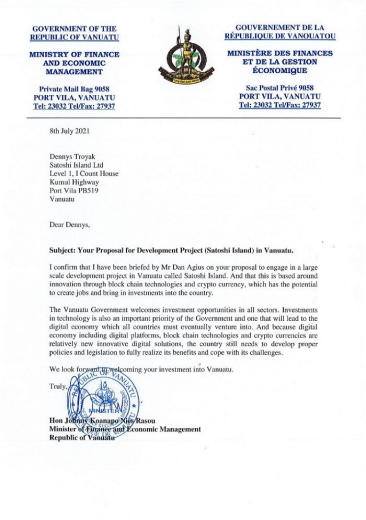 GOVERNMENT OF THE
REPUBLIC OF VANUATU
MINISTRY OF FINANCE
AND ECONOMIC
MANAGEMENT
Private Mail Bag 9058
PORT VILA, VANUATU
Tel: 23032 Tel/Fax: 27937
GOUVERNEMENT DE LA
RÉPUBLIQUE DE VANOUATOU
MINISTÈRE DES FINANCES
ET DE LA GESTION
ÉCONOMIQUE
Sac Postal Privé 9058
PORT VILA, VANUATU
Tel: 23032 Tel/Fax: 27937
8th July 2021
Dennys Troyak
Satoshi Island Ltd
Level 1, I Count House
Kumul Highway
Port Vila PB519
Vanuatu
Dear Dennys,
Subject: Your Proposal for Development Project (Satoshi Island) in Vanuatu.
I confirm that I have been briefed by Mr Dan Agius on your proposal to engage in a large
scale development project in Vanuatu called Satoshi Island. And that this is based around
innovation through block chain technologies and crypto currency, which has the potential
to create jobs and bring in investments into the country.
The Vanuatu Government welcomes investment opportunities in all sectors. Investments
in technology is also an important priority of the Government and one that will lead to the
digital economy which all countries must eventually venture into. And because digital
economy including digital platforms, block chain technologies and crypto currencies are
relatively new innovative digital solutions, the country still needs to develop proper
policies and legislation to fully realize its benefits and cope with its challenges.
We look forward to welcoming your investment into Vanuatu.
Truly,
REPUBLIC OF VANUATU
MINISTER
Hon Johnny Koanapo Rasou
Minister of Finance and Economic Management
Republic of Vanuatu